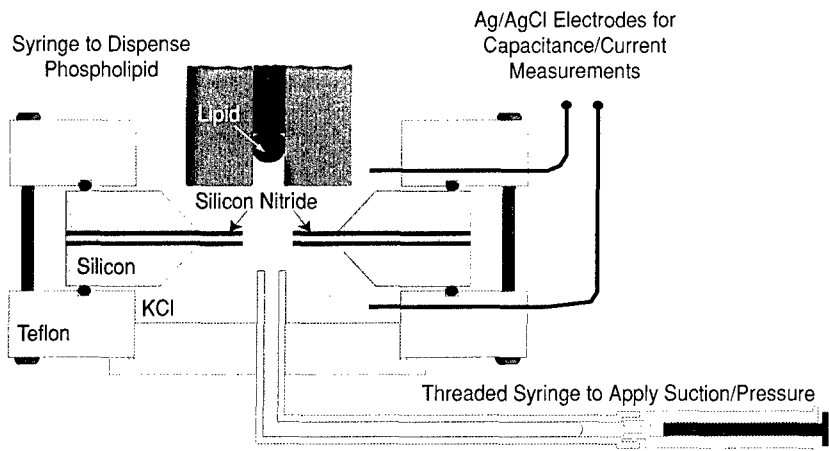 Ag/AgCl Electrodes for
Capacitance/Current
Measurements
Syringe to Dispense
Phospholipid
Lipid
Silicon Nitride
Silicon
KCl
Teflon
Threaded Syringe to Apply Suction/Pressure